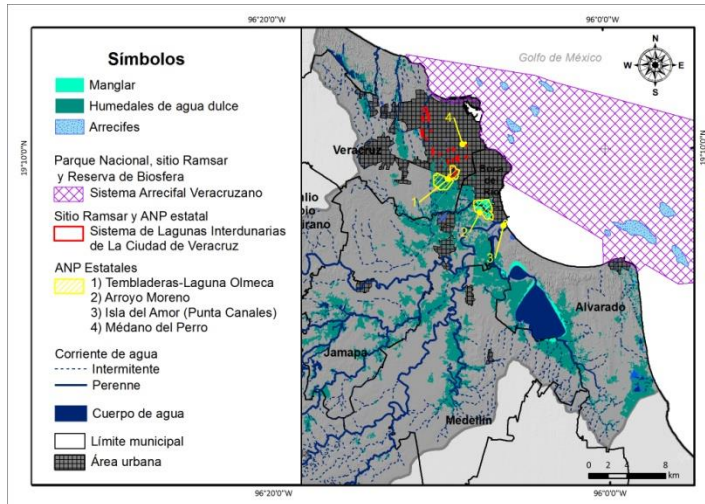 96°20'0"W
96°0'0"W
Símbolos
Manglar
Humedales de agua dulce
Arrecifes
Parque Nacional, sitio Ramsar
y Reserva de Biosfera
Sistema Arrecifal Veracruzano
Sitio Ramsar y ANP estatal
Sistema de Lagunas Interdunarias
de La Ciudad de Veracruz
ANP Estatales
1) Tembladeras-Laguna Olmeca
2) Arroyo Moreno
3) Isla del Amor (Punta Canales)
4) Médano del Perro
Corriente de agua
Intermitente
Perenne
Cuerpo de agua
Límite municipal
Área urbana
Golfo de México
N
W
E
S
19°10'0"N
19°10'0"N
4
Veracruz
1
2
3
Alvarado
Jamapa
Medellín
0 2 4 8
km
96°20'0"W
96°0'0"W